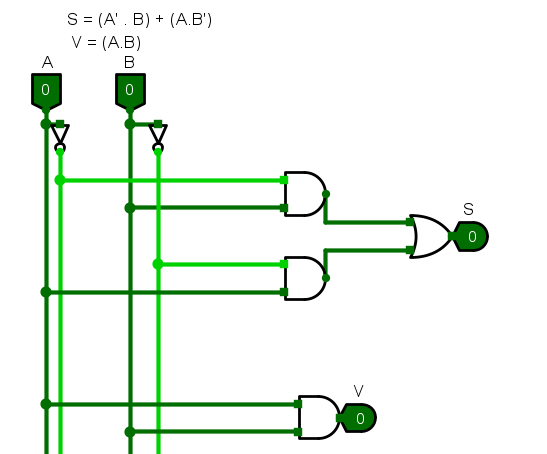 S = (A' . B) + (A.B')
V = (A.B)
A B
0 0
S
0
V
0